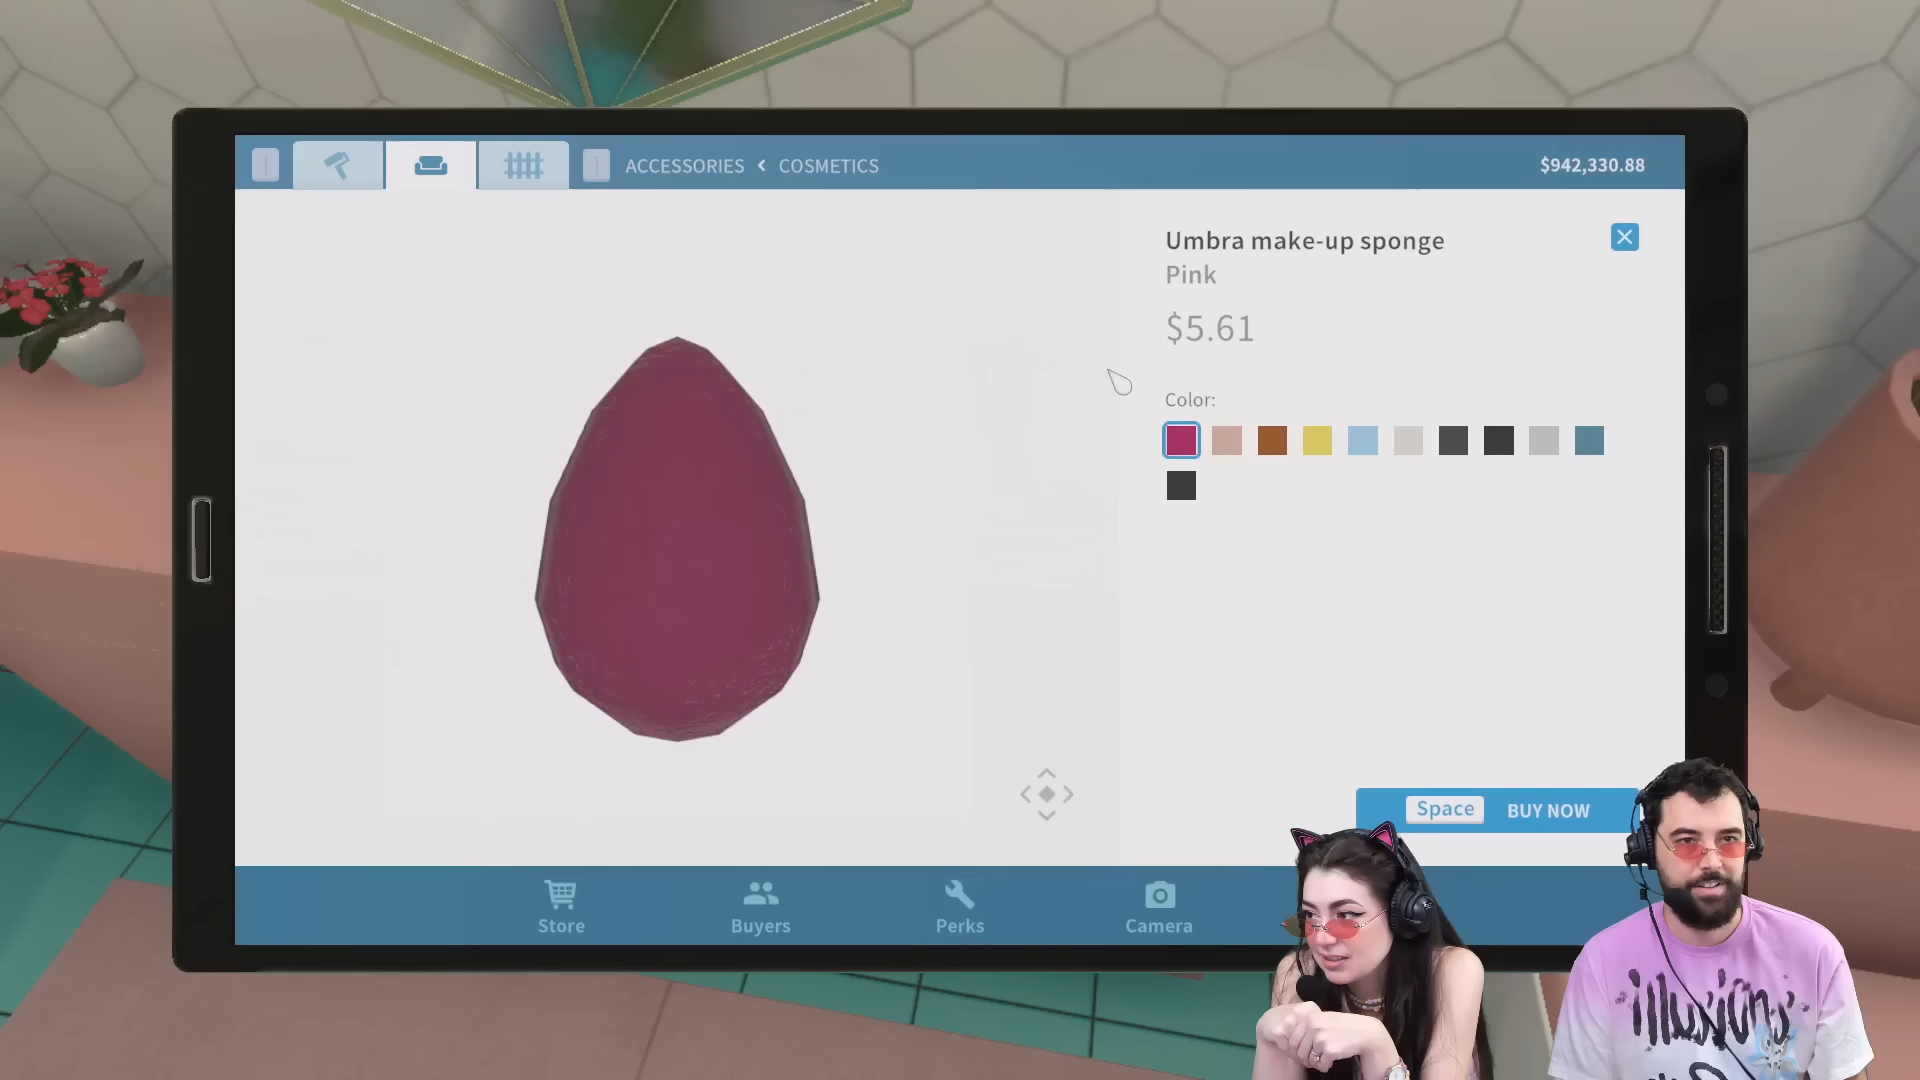 ACCESSORIES < COSMETICS
$942,330.88
Umbra make-up sponge
Pink
$5.61
Color:
Space BUY NOW
Store
Buyers
Perks
Camera
illusions